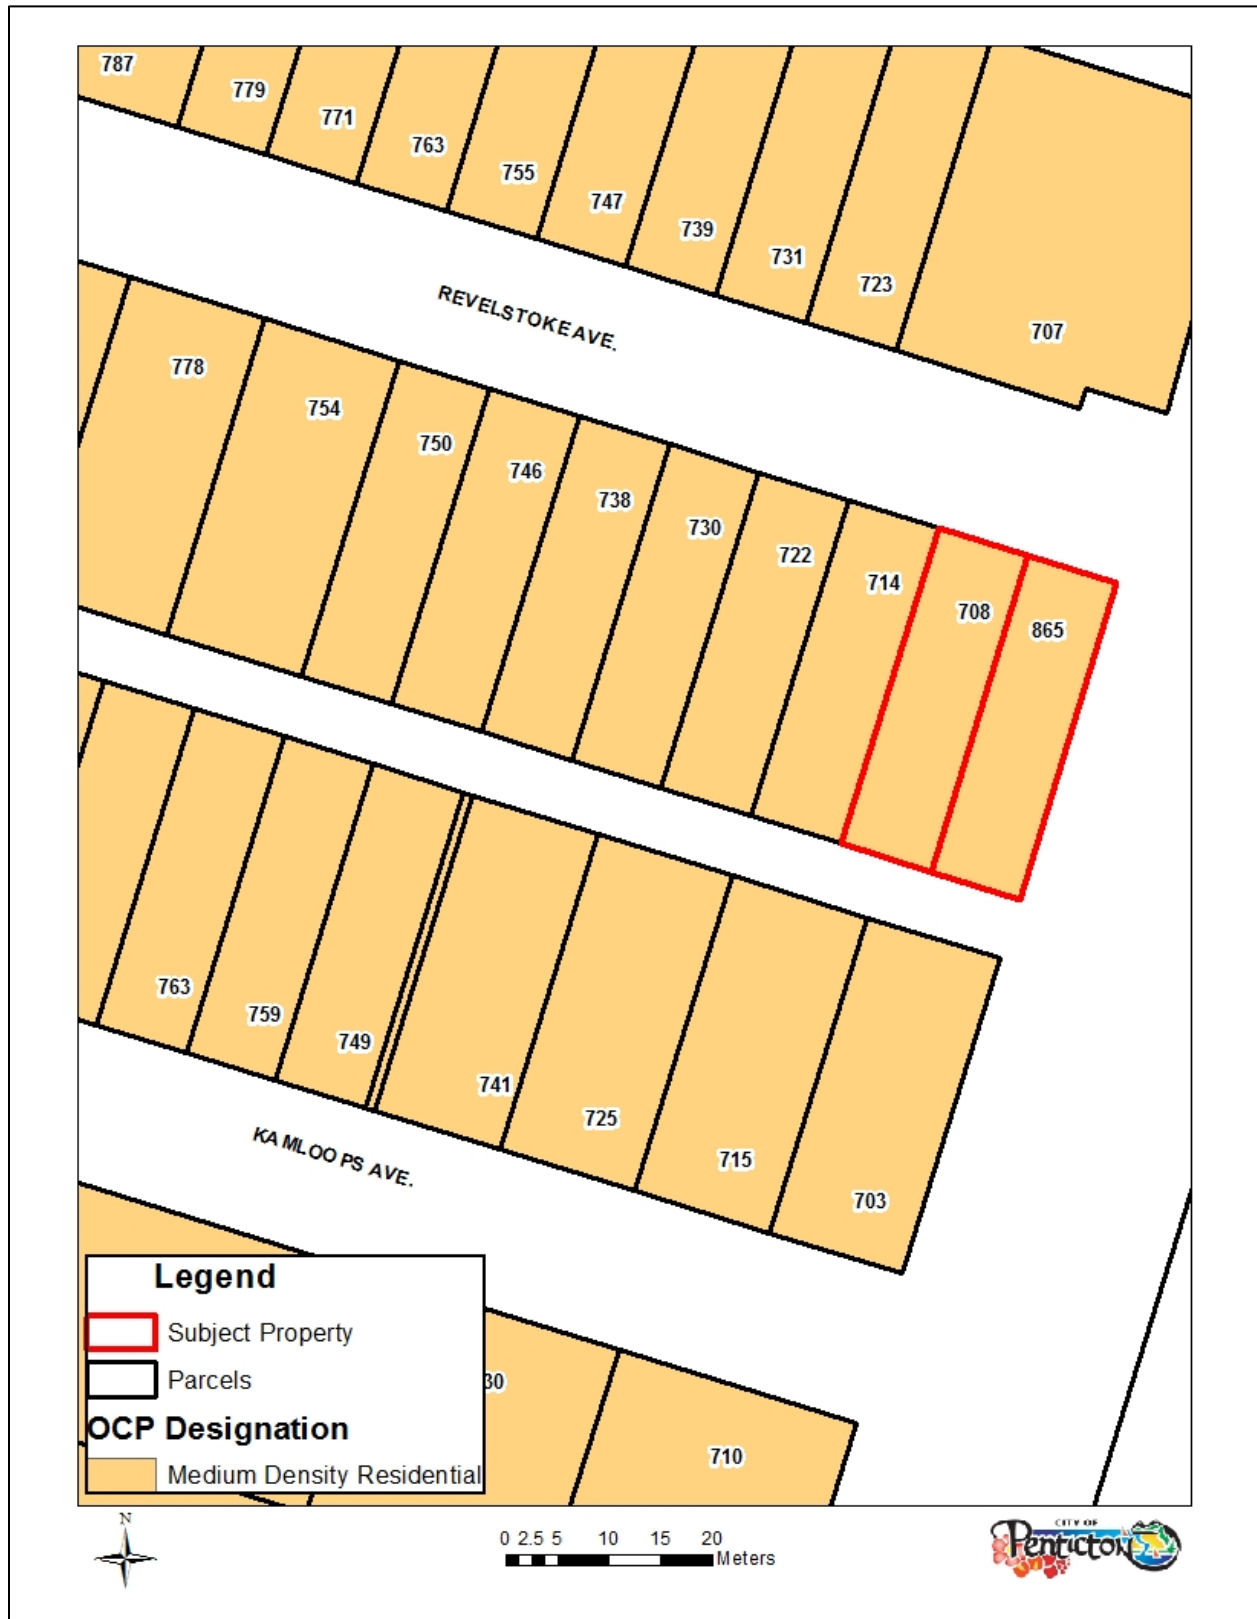 787
779
771
763
755
747
739
731
723
707
REVELSTOKE AVE.
778
754
750
746
738
730
722
714
708
865
763
759
749
741
725
715
703
KAMLOOPS AVE.
30
710
Legend
Subject Property
Parcels
OCP Designation
Medium Density Residential
N
0 2.5 5 10 15 20
Meters
CITY OF
Penticton